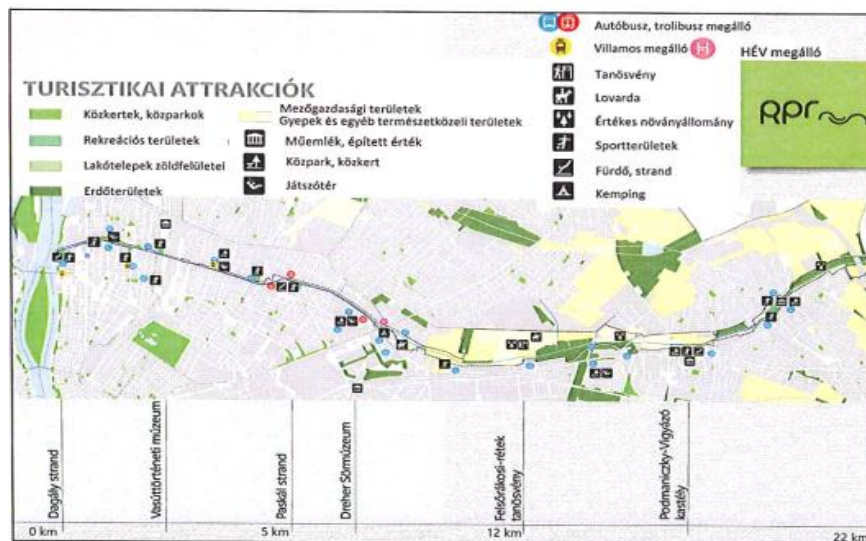 Autóbusz, trolibusz megálló
Villamos megálló
H
HÉV megálló
TURISZTIKAI ATTRAKCIÓK
Közkertek, közparkok
Rekreációs területek
Lakótelepek zöldfelületei
Erdőterületek
Mezőgazdasági területek
Gyepek és egyéb természetközeli területek
Műemlék, épített érték
Közpark, közkert
Játszótér
Tanösvény
Lovarda
Értékes növányállomány
Sportterületek
Fürdő, strand
Kemping
RPr
Dagály strand
Vasúttörténeti múzeum
Paskál strand
Dreher Sörmúzeum
Felsőrákosi-rétek
tanösvény
Podmaniczky-Vigyázó
kastély
0 km
5 km
12 km
22 km